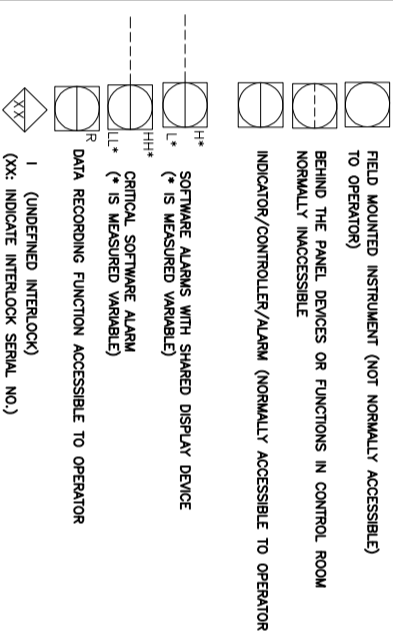 FIELD MOUNTED INSTRUMENT (NOT NORMALLY ACCESSIBLE)
TO OPERATOR)
BEHIND THE PANEL DEVICES OR FUNCTIONS IN CONTROL ROOM
NORMALLY INACCESSIBLE
INDICATOR/CONTROLLER/ALARM (NORMALLY ACCESSIBLE TO OPERATOR
H*
L*
SOFTWARE ALARMS WITH SHARED DISPLAY DEVICE
(* IS MEASURED VARIABLE)
HH*
LL*
CRITICAL SOFTWARE ALARM
(* IS MEASURED VARIABLE)
R
DATA RECORDING FUNCTION ACCESSIBLE TO OPERATOR
XX
I (UNDEFINED INTERLOCK)
(XX: INDICATE INTERLOCK SERIAL NO.)